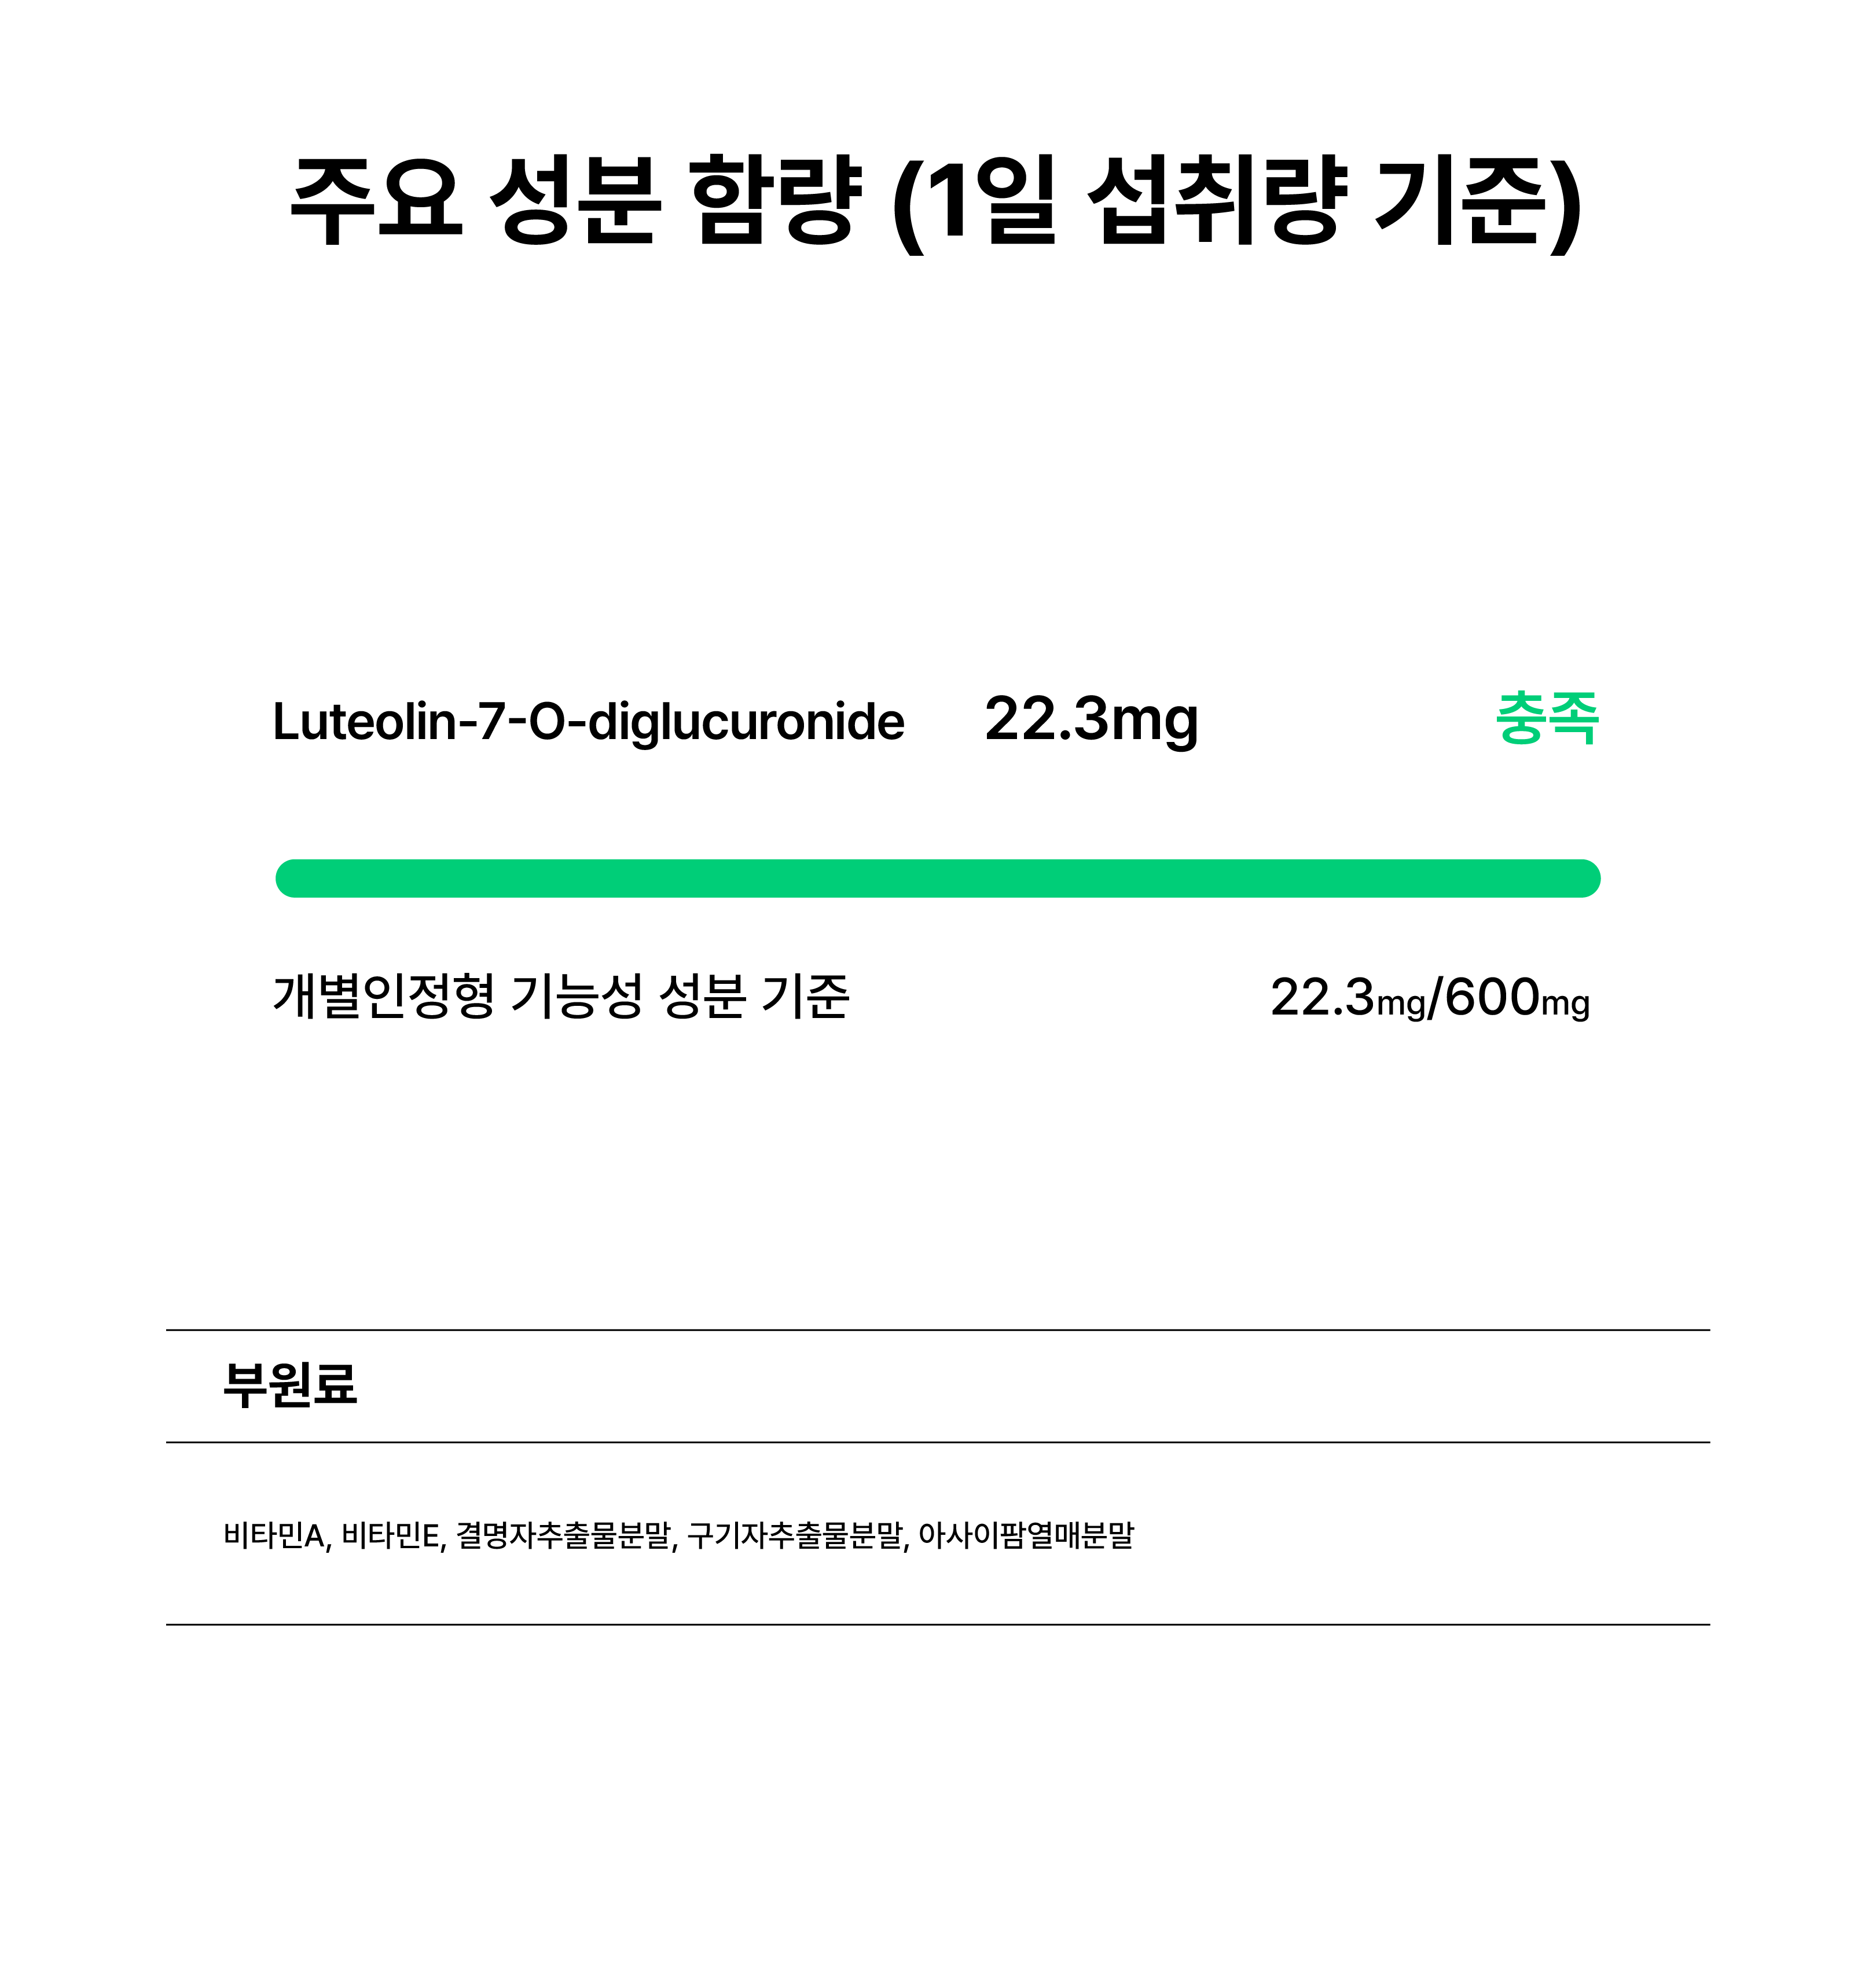 주요 성분 함량 (1일 섭취량 기준)
Luteolin-7-O-diglucuronide 22.3mg 충족
개별인정형 기능성 성분 기준 22.3mg/600mg
부원료
비타민A, 비타민E, 결명자추출물분말, 구기자추출물분말, 아사이팜열매분말